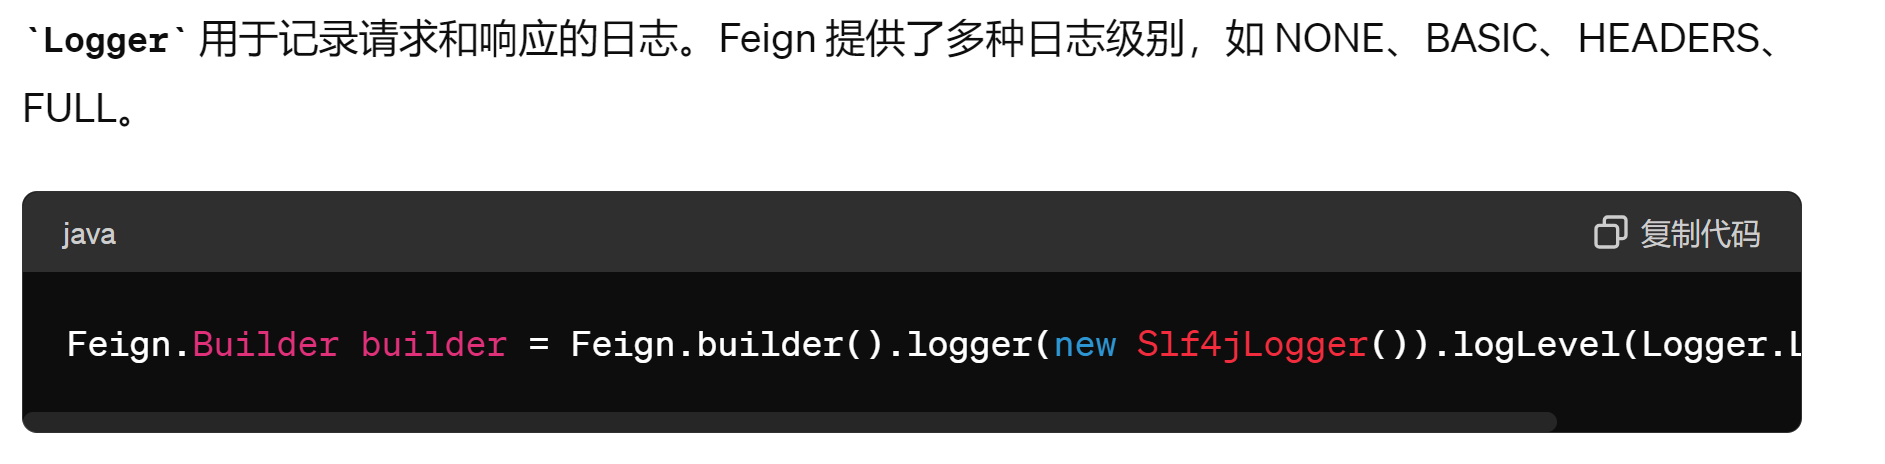 `Logger` 用于记录请求和响应的日志。Feign 提供了多种日志级别，如 NONE、BASIC、HEADERS、
FULL。
java
复制代码
Feign.Builder builder = Feign.builder().logger(new Slf4jLogger()).logLevel(Logger.L